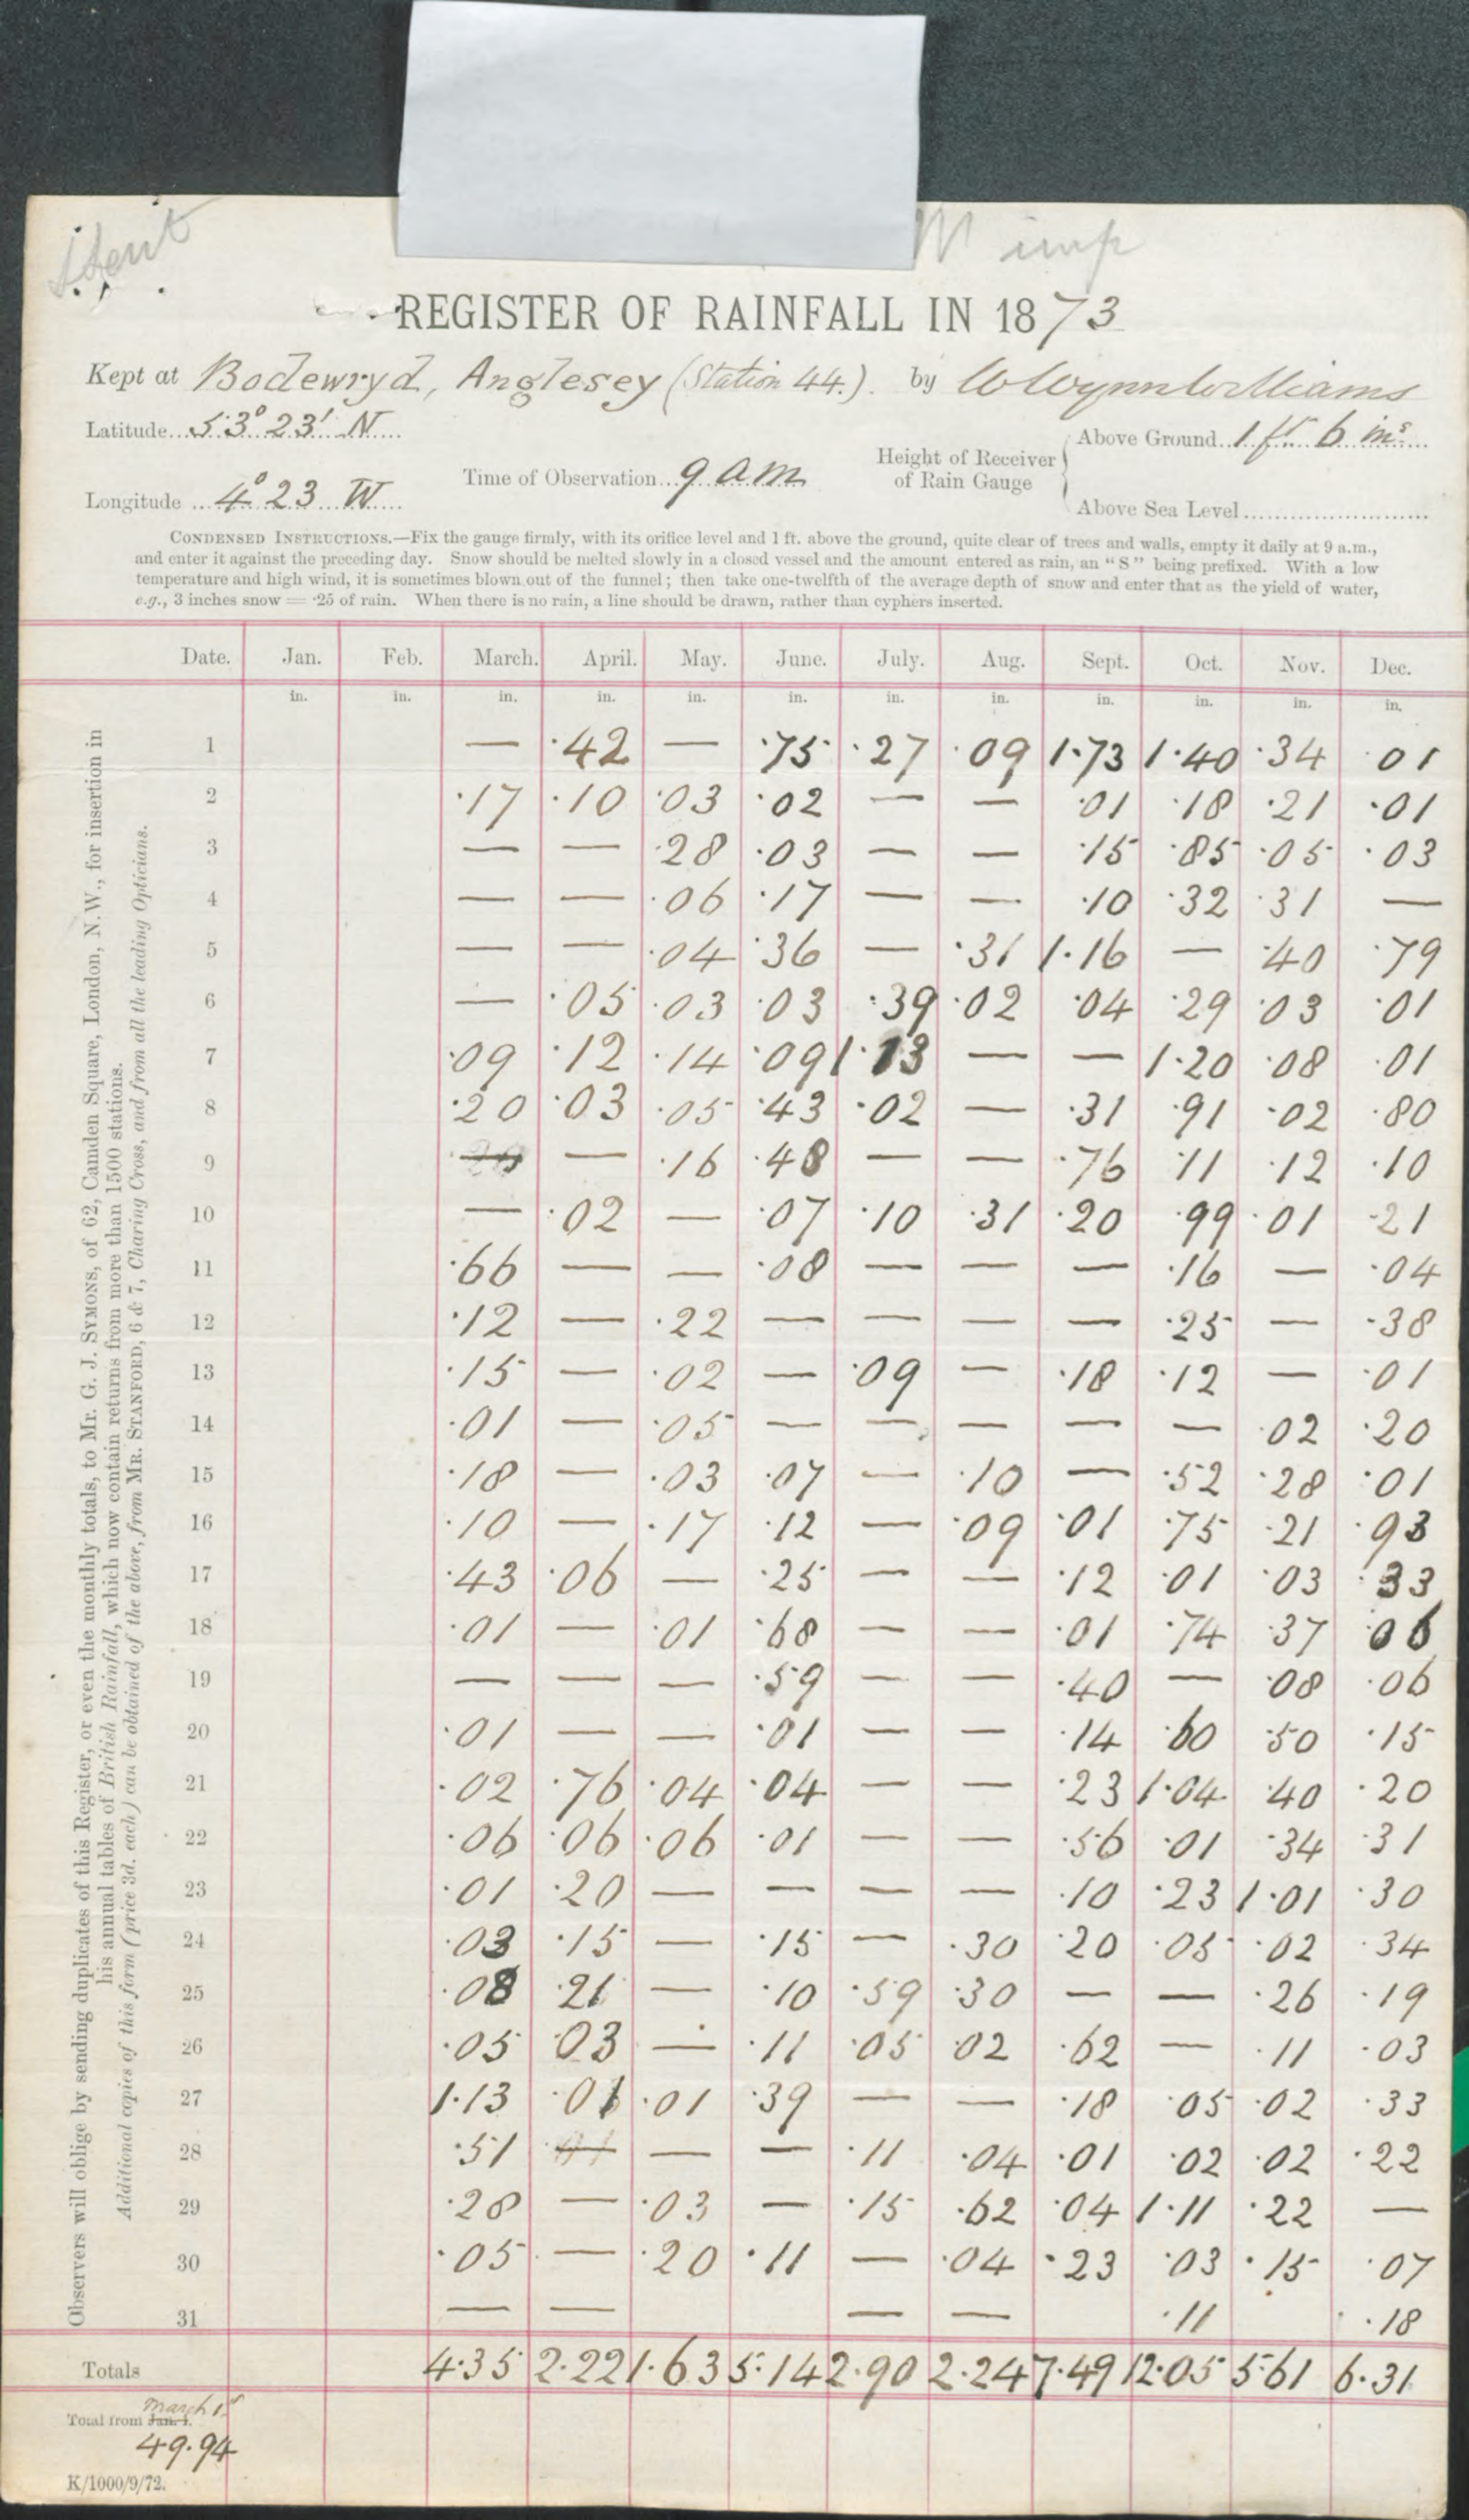 Stent
M imp
REGISTER OF RAINFALL IN 1873
Kept at Bodewryd, Anglesey (Station 44.). by W Wynn Williams
Latitude... 53° 23' N
Longitude ... 4° 23 W
Time of Observation... 9 am
Height of Receiver of Rain Gauge
Above Ground... 1 ft 6 ins
Above Sea Level...
CONDENSED INSTRUCTIONS.—Fix the gauge firmly, with its orifice level and 1 ft. above the ground, quite clear of trees and walls, empty it daily at 9 a.m.,
and enter it against the preceding day. Snow should be melted slowly in a closed vessel and the amount entered as rain, an "S" being prefixed. With a low
temperature and high wind, it is sometimes blown out of the funnel; then take one-twelfth of the average depth of snow and enter that as the yield of water,
e.g., 3 inches snow = ·25 of rain. When there is no rain, a line should be drawn, rather than cyphers inserted.
Date. Jan. Feb. March. April. May. June. July. Aug. Sept. Oct. Nov. Dec.
in. in. in. in. in. in. in. in. in. in. in. in.
1 — ·42 — ·75 ·27 ·09 1·73 1·40 ·34 ·01
2 ·17 ·10 ·03 ·02 — — ·01 ·18 ·21 ·01
3 — — ·28 ·03 — — ·15 ·85 ·05 ·03
4 — — ·06 ·17 — — ·10 ·32 ·31 —
5 — — ·04 ·36 — ·31 1·16 — ·40 ·79
6 — ·05 ·03 ·03 ·39 ·02 ·04 ·29 ·03 ·01
7 ·09 ·12 ·14 ·09 1·13 — — 1·20 ·08 ·01
8 ·20 ·03 ·05 ·43 ·02 — ·31 ·91 ·02 ·80
9 — — ·16 ·48 — — ·76 ·11 ·12 ·10
10 — ·02 — ·07 ·10 ·31 ·20 ·99 ·01 ·21
11 ·66 — — ·08 — — — ·16 — ·04
12 ·12 — ·22 — — — — ·25 — ·38
13 ·15 — ·02 — ·09 — ·18 ·12 — ·01
14 ·01 — ·05 — — — — — ·02 ·20
15 ·18 — ·03 ·07 — ·10 — ·52 ·28 ·01
16 ·10 — ·17 ·12 — ·09 ·01 ·75 ·21 ·93
17 ·43 ·06 — ·25 — — ·12 ·01 ·03 ·33
18 ·01 — ·01 ·68 — — ·01 ·74 ·37 ·06
19 — — — ·59 — — ·40 — ·08 ·06
20 ·01 — — ·01 — — ·14 ·60 ·50 ·15
21 ·02 ·76 ·04 ·04 — — ·23 1·04 ·40 ·20
22 ·06 ·06 ·06 ·01 — — ·56 ·01 ·34 ·31
23 ·01 ·20 — — — — ·10 ·23 1·01 ·30
24 ·03 ·15 — ·15 — ·30 ·20 ·05 ·02 ·34
25 ·08 ·21 — ·10 ·59 ·30 — — ·26 ·19
26 ·05 ·03 — ·11 ·05 ·02 ·62 — ·11 ·03
27 1·13 ·01 ·01 ·39 — — ·18 ·05 ·02 ·33
28 ·51 ·01 — — ·11 ·04 ·01 ·02 ·02 ·22
29 ·28 — ·03 — ·15 ·62 ·04 1·11 ·22 —
30 ·05 — ·20 ·11 — ·04 ·23 ·03 ·15 ·07
31 — — — — ·11 ·18
Totals 4·35 2·22 1·63 5·14 2·90 2·24 7·49 12·05 5·61 6·31
March 1st
Total from Jan. 1.
49·94
K/1000/9/72.
Observers will oblige by sending duplicates of this Register, or even the monthly totals, to Mr. G. J. SYMONS, of 62, Camden Square, London, N.W., for insertion in
his annual tables of British Rainfall, which now contain returns from more than 1500 stations.
Additional copies of this form (price 3d. each) can be obtained of the above, from MR. STANFORD, 6 & 7, Charing Cross, and from all the leading Opticians.